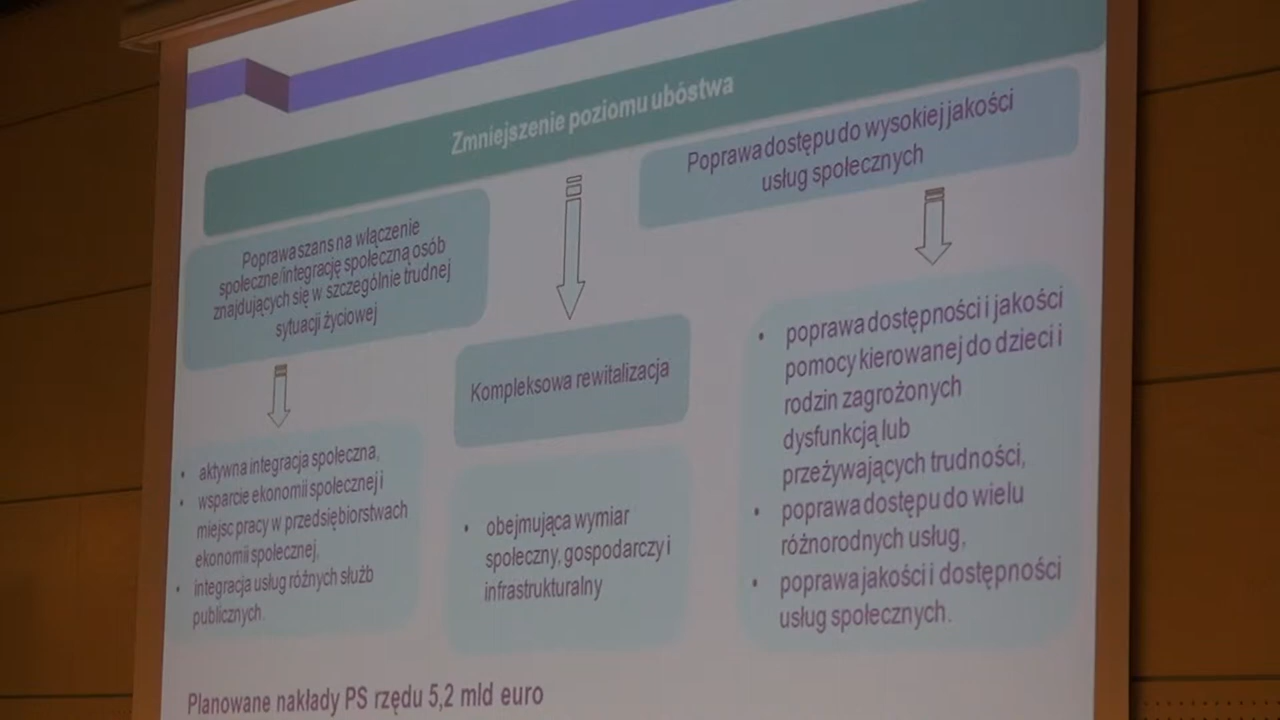 Zmniejszenie poziomu ubóstwa
Poprawa szans na włączenie
społeczne/integrację społeczną osób
znajdujących się w szczególnie trudnej
sytuacji życiowej
aktywna integracja społeczna,
wsparcie ekonomii społecznej i
miejsc pracy w przedsiębiorstwach
ekonomii społecznej,
integracja usług różnych służb
publicznych.
Kompleksowa rewitalizacja
obejmująca wymiar
społeczny, gospodarczy i
infrastrukturalny
Poprawa dostępu do wysokiej jakości
usług społecznych
poprawa dostępności i jakości
pomocy kierowanej do dzieci i
rodzin zagrożonych
dysfunkcją lub
przeżywających trudności,
poprawa dostępu do wielu
różnorodnych usług,
poprawa jakości i dostępności
usług społecznych.
Planowane nakłady PS rzędu 5,2 mld euro